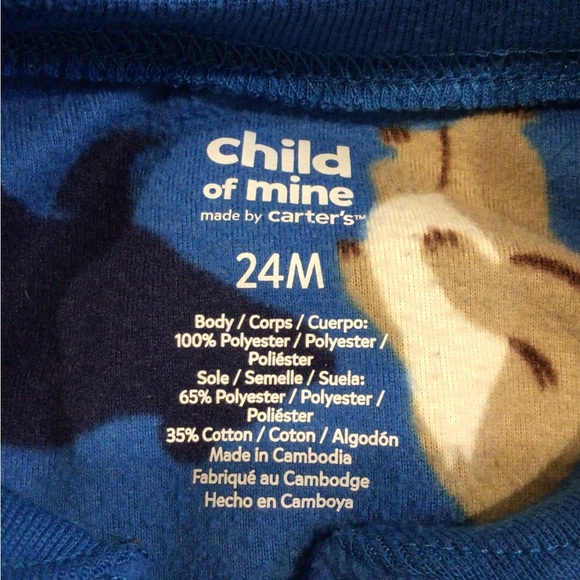 child
of mine
made by carter's™
24M
Body / Corps / Cuerpo:
100% Polyester / Polyester /
Poliéster
Sole / Semelle / Suela:
65% Polyester / Polyester /
Poliéster
35% Cotton / Coton / Algodón
Made in Cambodia
Fabriqué au Cambodge
Hecho en Camboya